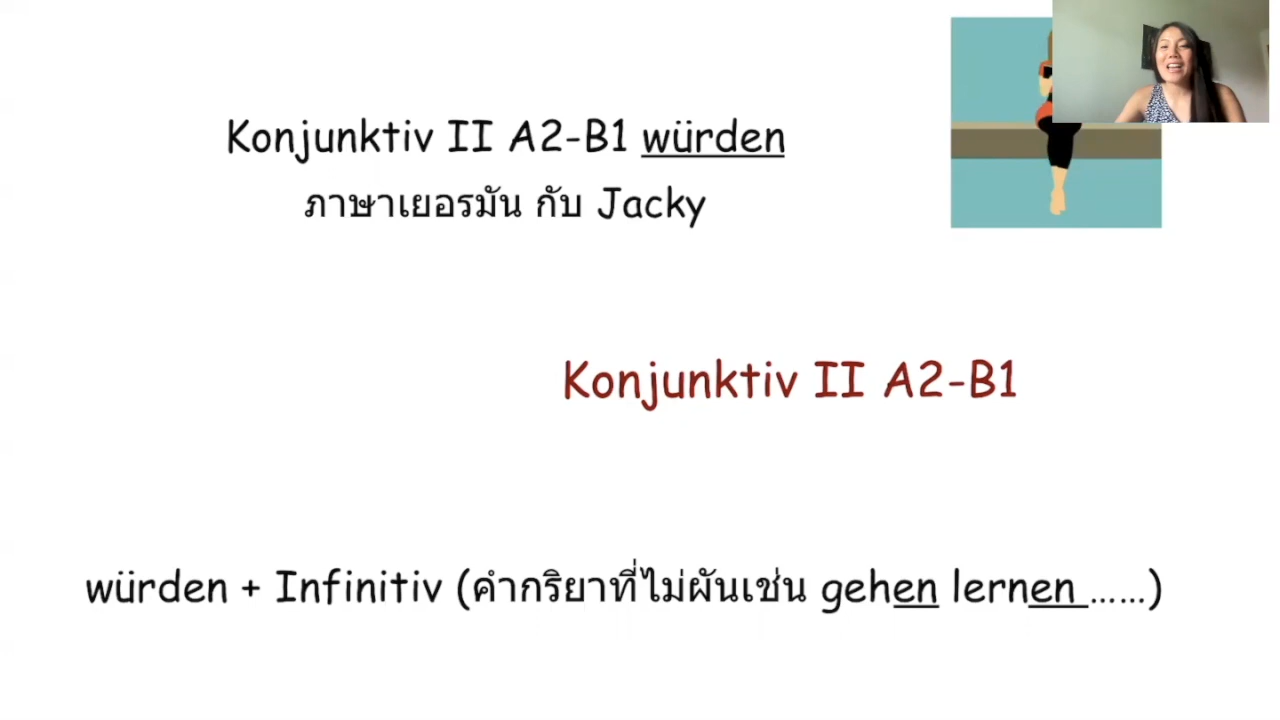 Konjunktiv II A2-B1 würden
ภาษาเยอรมัน กับ Jacky
Konjunktiv II A2-B1
würden + Infinitiv (คำกริยาที่ไม่ผันเช่น gehen lernen ……)